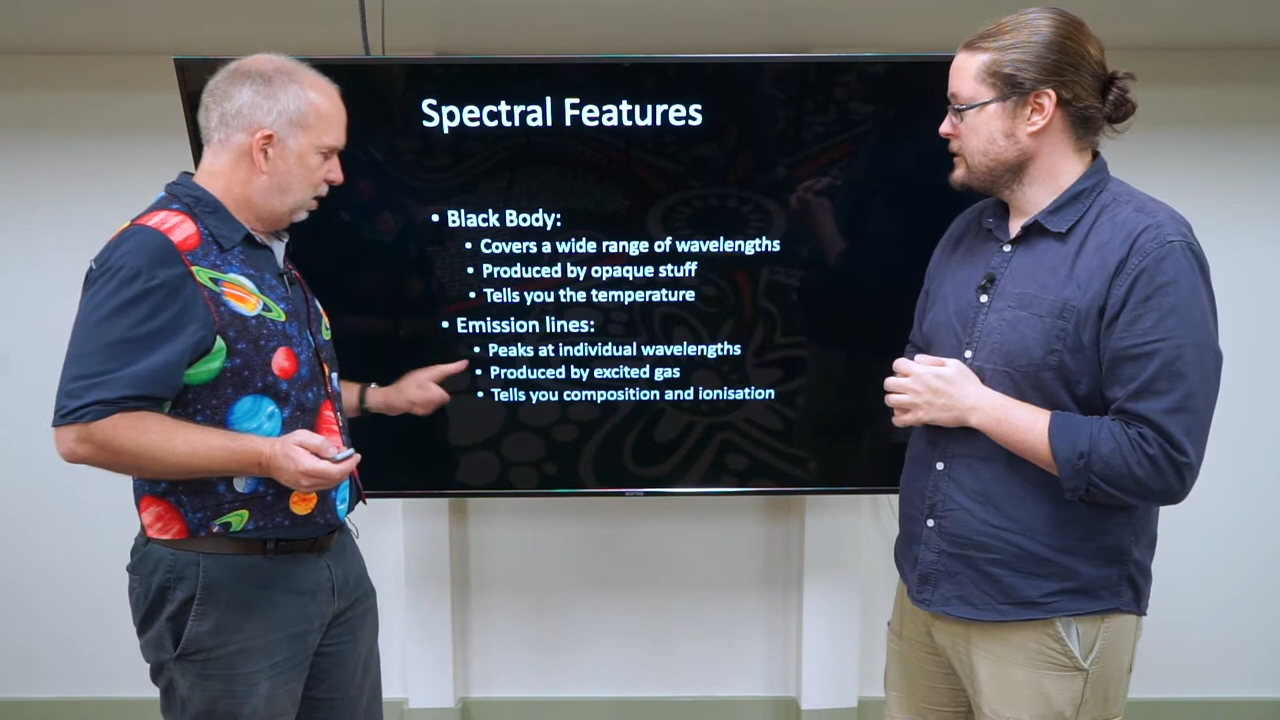 Spectral Features
• Black Body:
• Covers a wide range of wavelengths
• Produced by opaque stuff
• Tells you the temperature
• Emission lines:
• Peaks at individual wavelengths
• Produced by excited gas
• Tells you composition and ionisation